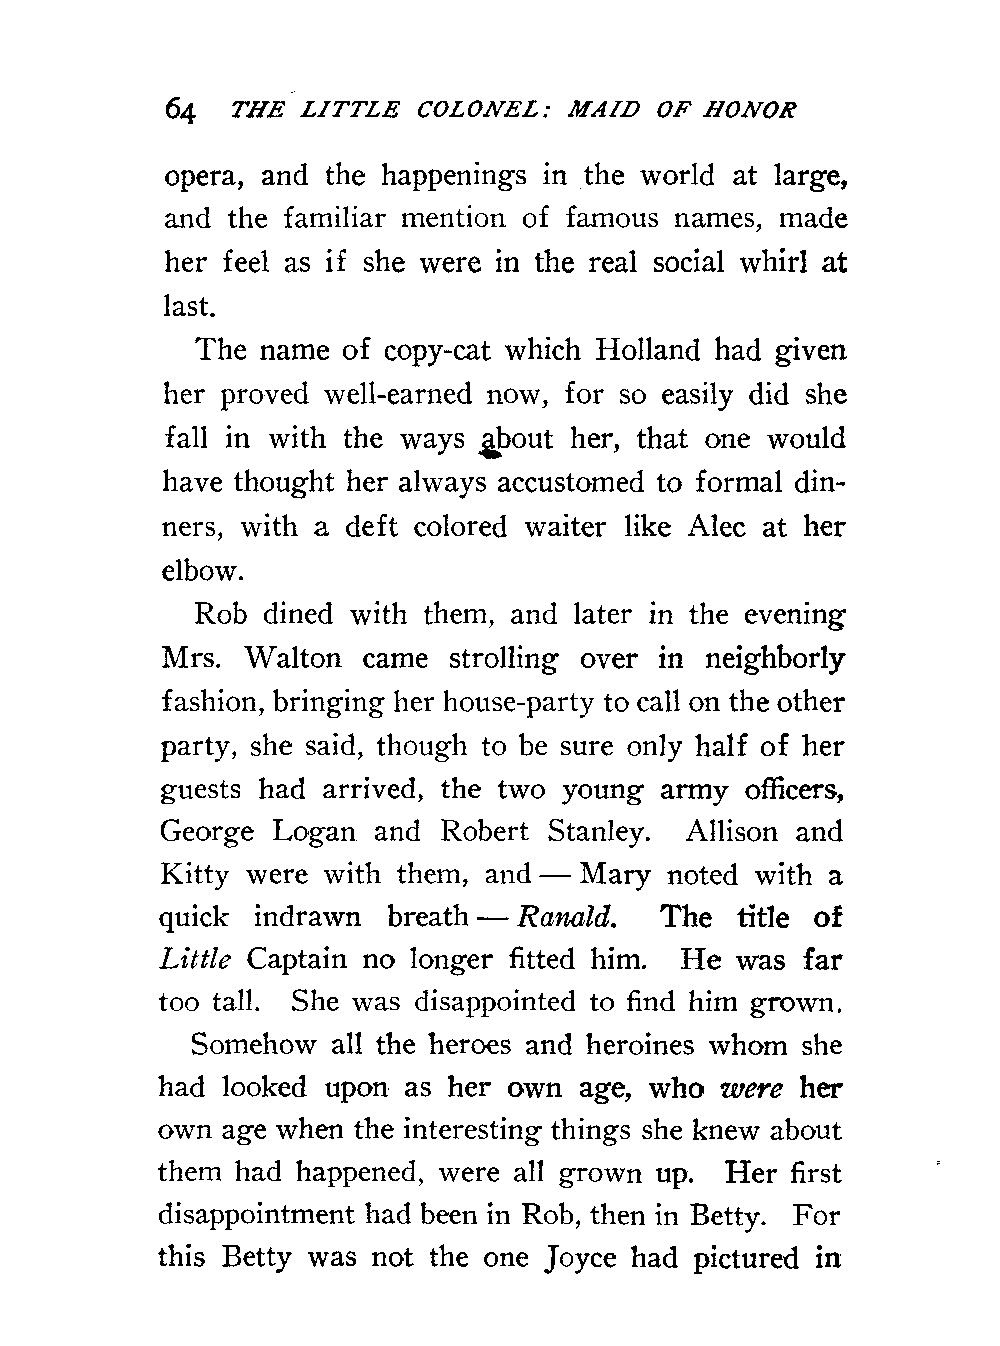 64 THE LITTLE COLONEL: MAID OF HONOR
opera, and the happenings in the world at large,
and the familiar mention of famous names, made
her feel as if she were in the real social whirl at
last.
The name of copy-cat which Holland had given
her proved well-earned now, for so easily did she
fall in with the ways about her, that one would
have thought her always accustomed to formal din-
ners, with a deft colored waiter like Alec at her
elbow.
Rob dined with them, and later in the evening
Mrs. Walton came strolling over in neighborly
fashion, bringing her house-party to call on the other
party, she said, though to be sure only half of her
guests had arrived, the two young army officers,
George Logan and Robert Stanley. Allison and
Kitty were with them, and — Mary noted with a
quick indrawn breath — Ranald. The title of
Little Captain no longer fitted him. He was far
too tall. She was disappointed to find him grown.
Somehow all the heroes and heroines whom she
had looked upon as her own age, who were her
own age when the interesting things she knew about
them had happened, were all grown up. Her first
disappointment had been in Rob, then in Betty. For
this Betty was not the one Joyce had pictured in